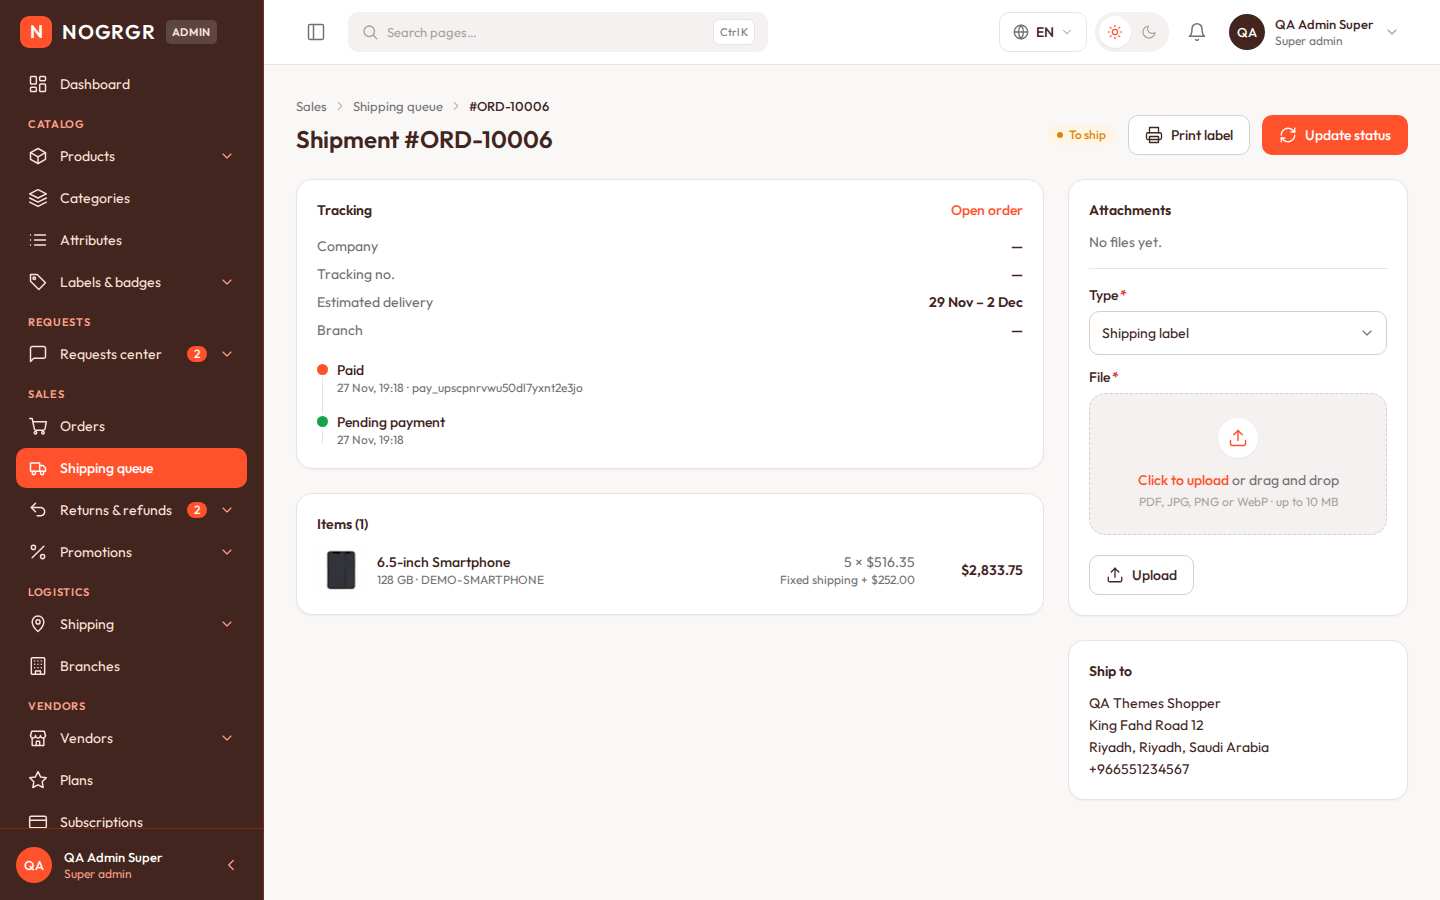 N NOGRGR ADMIN
Search pages...
Ctrl K
EN
QA
QA Admin Super
Super admin
Dashboard
CATALOG
Products
Categories
Attributes
Labels & badges
REQUESTS
Requests center 2
SALES
Orders
Shipping queue
Returns & refunds 2
Promotions
LOGISTICS
Shipping
Branches
VENDORS
Vendors
Plans
Subscriptions
QA
QA Admin Super
Super admin
Sales > Shipping queue > #ORD-10006
Shipment #ORD-10006
To ship
Print label
Update status
Tracking
Open order
Company —
Tracking no. —
Estimated delivery 29 Nov – 2 Dec
Branch —
Paid
27 Nov, 19:18 · pay_upscpnrvwu50dl7yxnt2e3jo
Pending payment
27 Nov, 19:18
Items (1)
6.5-inch Smartphone
128 GB · DEMO-SMARTPHONE
5 × $516.35
Fixed shipping + $252.00
$2,833.75
Attachments
No files yet.
Type*
Shipping label
File*
Click to upload or drag and drop
PDF, JPG, PNG or WebP · up to 10 MB
Upload
Ship to
QA Themes Shopper
King Fahd Road 12
Riyadh, Riyadh, Saudi Arabia
+966551234567